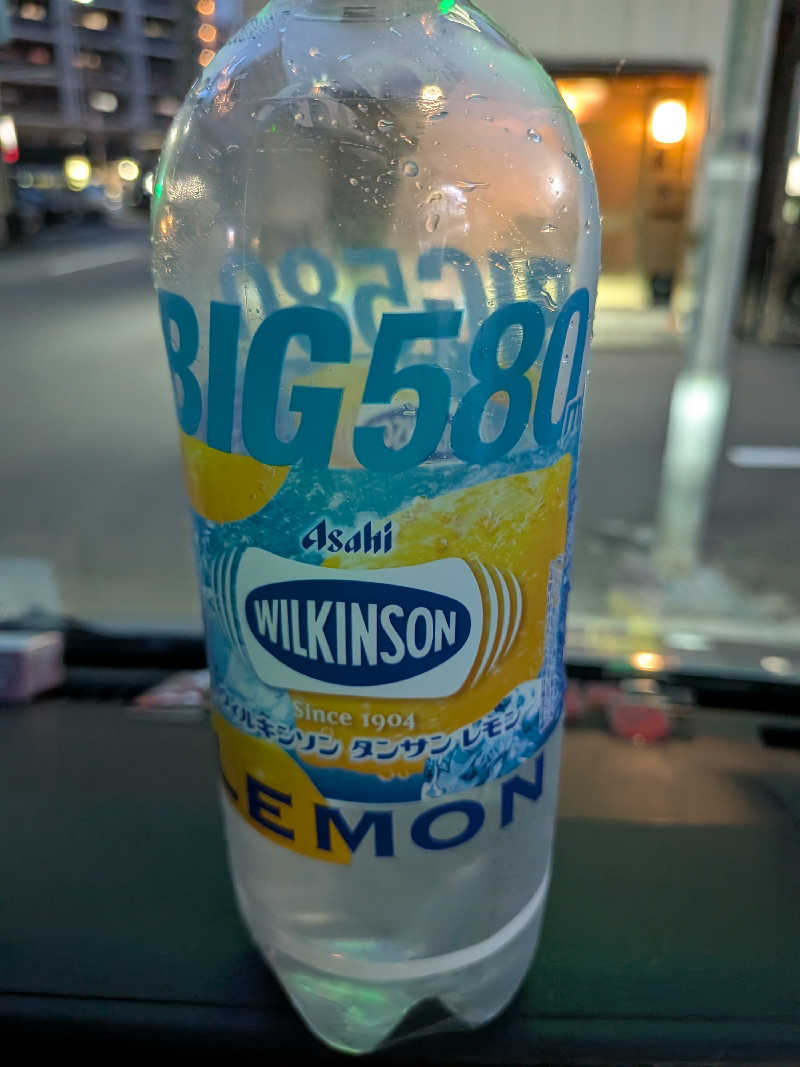 BIG580
Asahi
WILKINSON
Since 1904
ウィルキンソン タンサン レモン
LEMON